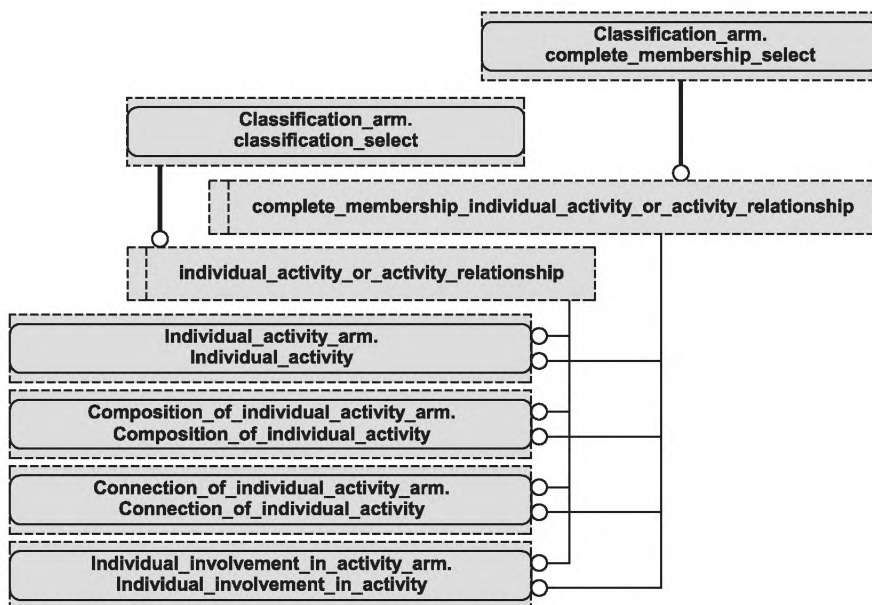 Classification_arm.
complete_membership_select
Classification_arm.
classification_select
complete_membership_individual_activity_or_activity_relationship
individual_activity_or_activity_relationship
Individual_activity_arm.
Individual_activity
Composition_of_individual_activity_arm.
Composition_of_individual_activity
Connection_of_individual_activity_arm.
Connection_of_individual_activity
Individual_involvement_in_activity_arm.
Individual_involvement_in_activity